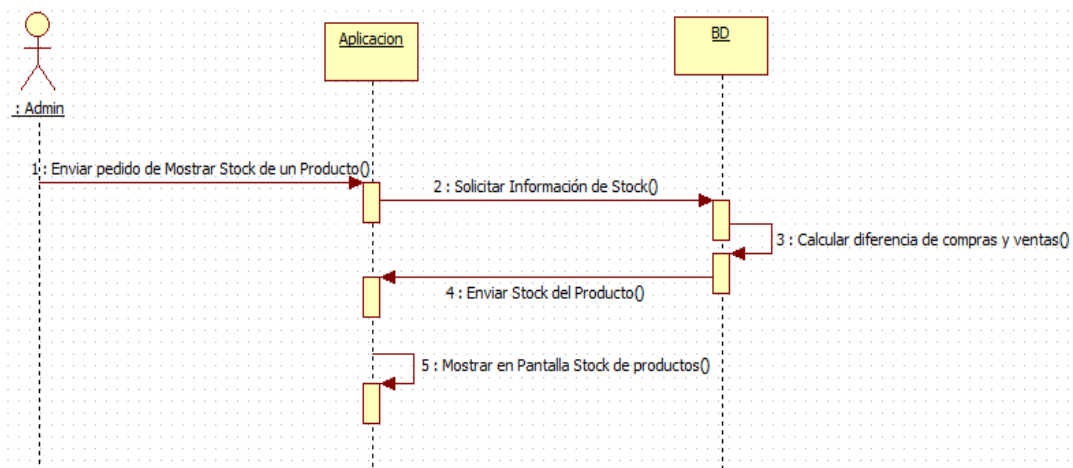 Aplicacion
BD
: Admin
1 : Enviar pedido de Mostrar Stock de un Producto()
2 : Solicitar Información de Stock()
3 : Calcular diferencia de compras y ventas()
4 : Enviar Stock del Producto()
5 : Mostrar en Pantalla Stock de productos()